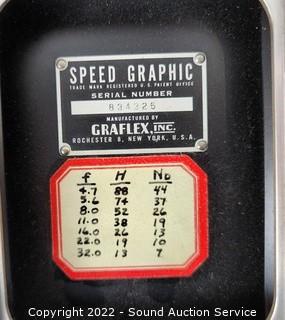 SPEED GRAPHIC
TRADE MARK REGISTERED U.S. PATENT OFFICE
SERIAL NUMBER
834325
MANUFACTURED BY
GRAFLEX, INC.
ROCHESTER 8, NEW YORK, U.S.A.
f H No
4.7 88 44
5.6 74 37
8.0 52 26
11.0 38 19
16.0 26 13
22.0 19 10
32.0 13 7
Copyright © 2022 - Sound Auction Service